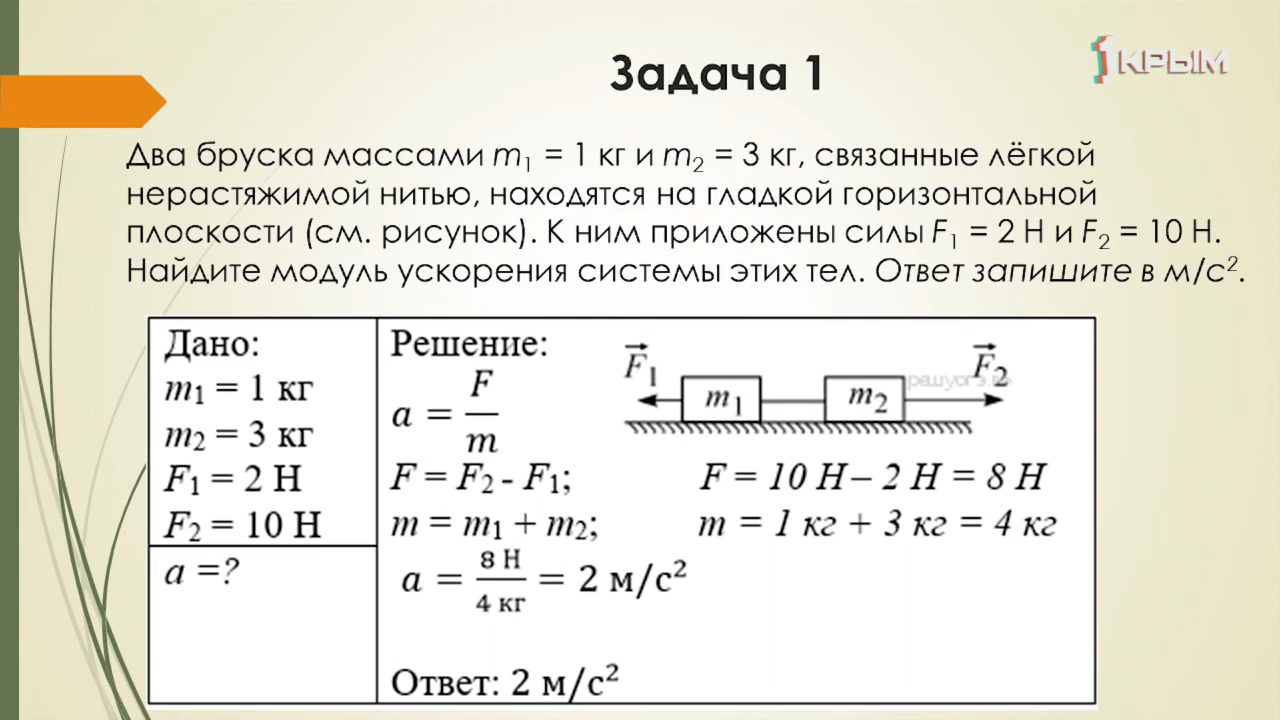 Задача 1
1 КРЫМ
Два бруска массами m₁ = 1 кг и m₂ = 3 кг, связанные лёгкой
нерастяжимой нитью, находятся на гладкой горизонтальной
плоскости (см. рисунок). К ним приложены силы F₁ = 2 Н и F₂ = 10 Н.
Найдите модуль ускорения системы этих тел. Ответ запишите в м/с².
Дано:
m₁ = 1 кг
m₂ = 3 кг
F₁ = 2 Н
F₂ = 10 Н
a =?
Решение:
a = F/m
F = F₂ - F₁; F = 10 Н – 2 Н = 8 Н
m = m₁ + m₂; m = 1 кг + 3 кг = 4 кг
a = 8 Н/4 кг = 2 м/с²
Ответ: 2 м/с²
F₁ m₁ m₂ F₂